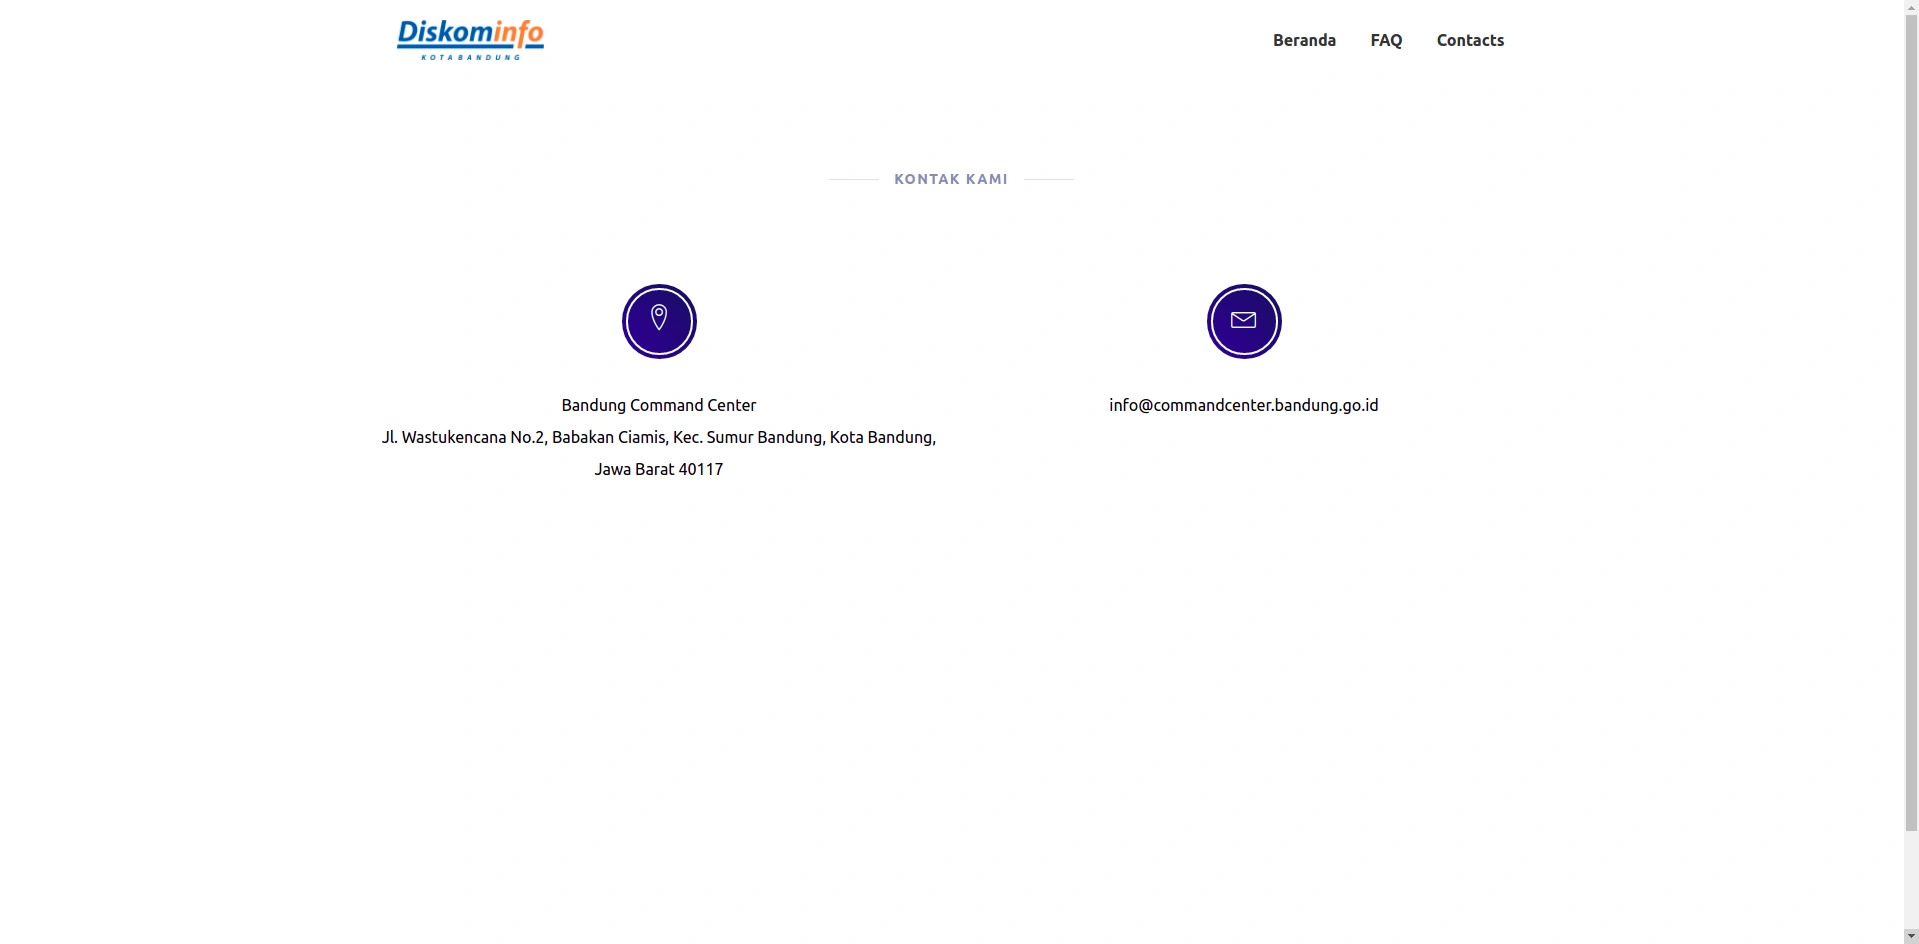 Diskominfo
KOTA BANDUNG
Beranda FAQ Contacts
KONTAK KAMI
Bandung Command Center
Jl. Wastukencana No.2, Babakan Ciamis, Kec. Sumur Bandung, Kota Bandung,
Jawa Barat 40117
info@commandcenter.bandung.go.id